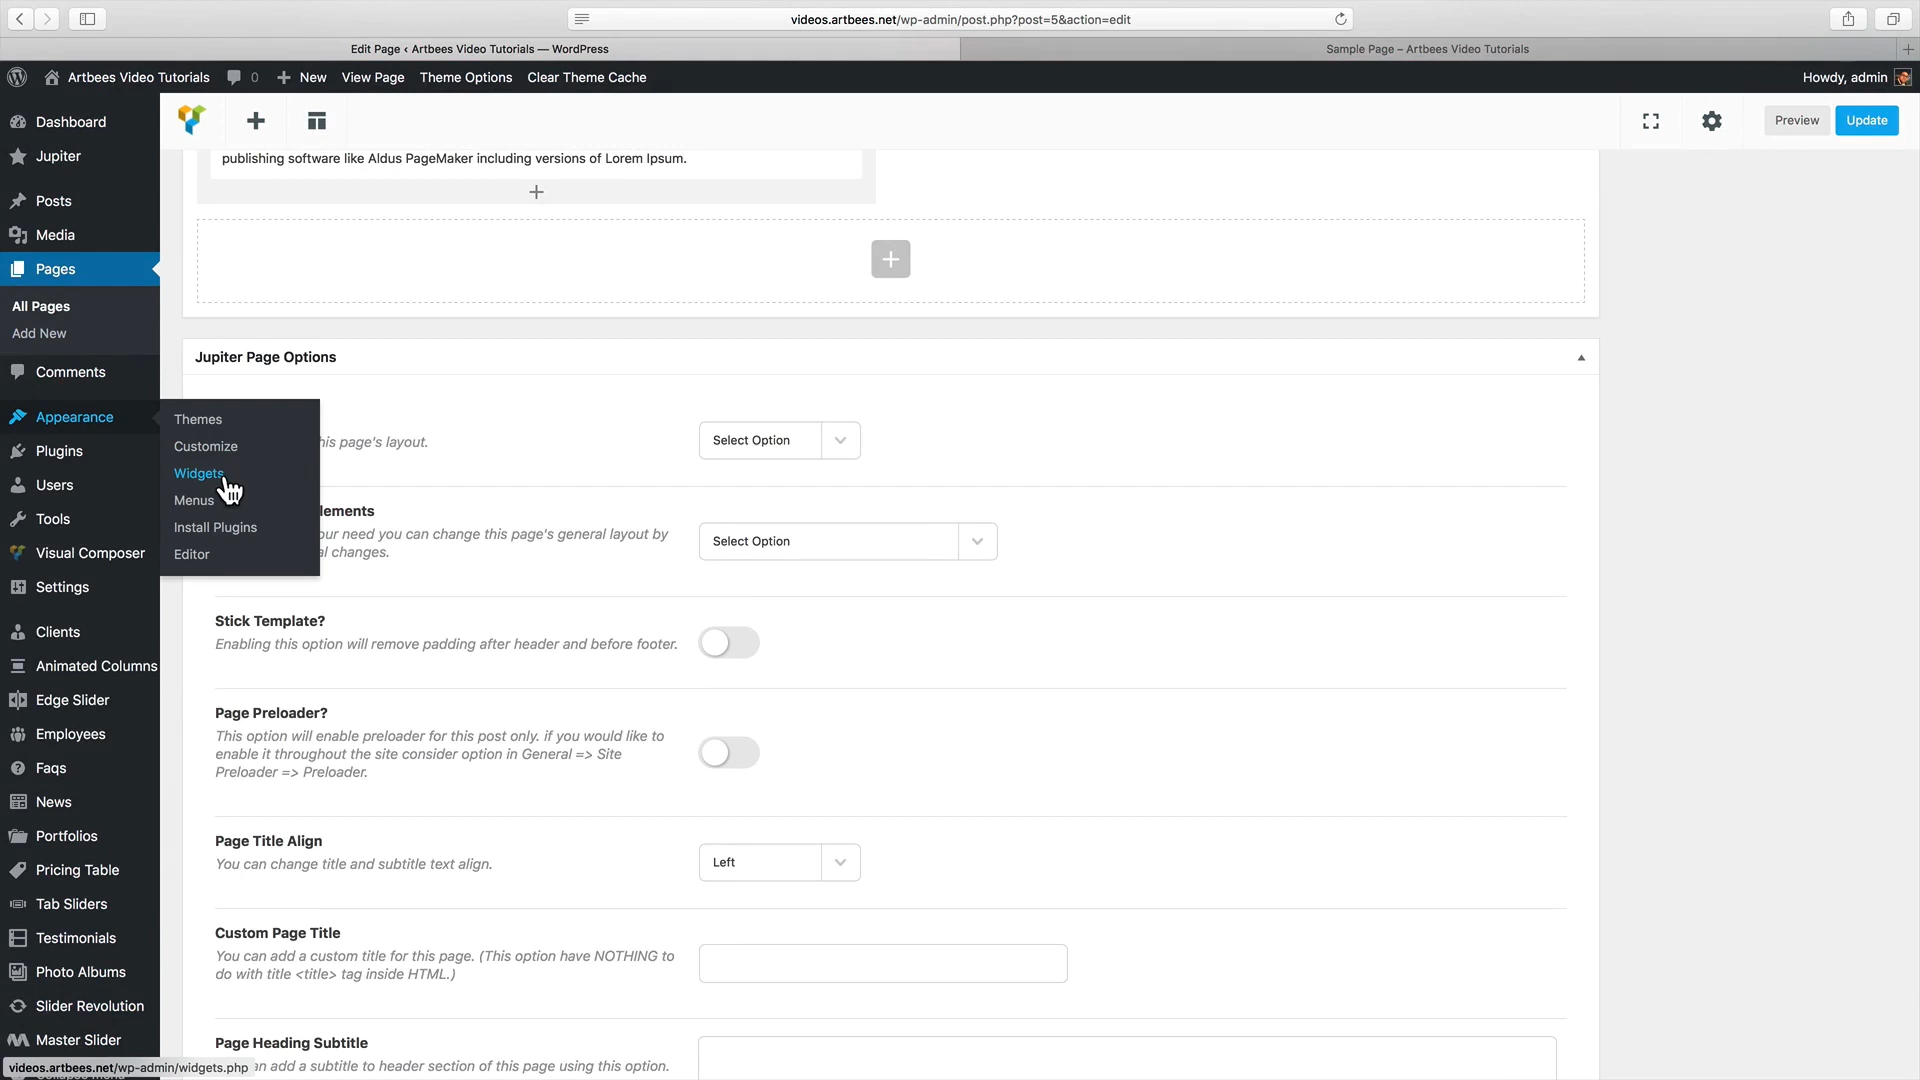 videos.artbees.net/wp-admin/post.php?post=5&action=edit
Edit Page ‹ Artbees Video Tutorials — WordPress
Sample Page – Artbees Video Tutorials
Artbees Video Tutorials
0
New
View Page
Theme Options
Clear Theme Cache
Howdy, admin
Dashboard
Jupiter
Posts
Media
Pages
All Pages
Add New
Comments
Appearance
Plugins
Users
Tools
Visual Composer
Settings
Clients
Animated Columns
Edge Slider
Employees
Faqs
News
Portfolios
Pricing Table
Tab Sliders
Testimonials
Photo Albums
Slider Revolution
Master Slider
videos.artbees.net/wp-admin/widgets.php
Themes
Customize
Widgets
Menus
Install Plugins
Editor
Preview
Update
publishing software like Aldus PageMaker including versions of Lorem Ipsum.
Jupiter Page Options
his page's layout.
Select Option
lements
our need you can change this page's general layout by
al changes.
Select Option
Stick Template?
Enabling this option will remove padding after header and before footer.
Page Preloader?
This option will enable preloader for this post only. if you would like to
enable it throughout the site consider option in General => Site
Preloader => Preloader.
Page Title Align
You can change title and subtitle text align.
Left
Custom Page Title
You can add a custom title for this page. (This option have NOTHING to
do with title <title> tag inside HTML.)
Page Heading Subtitle
an add a subtitle to header section of this page using this option.